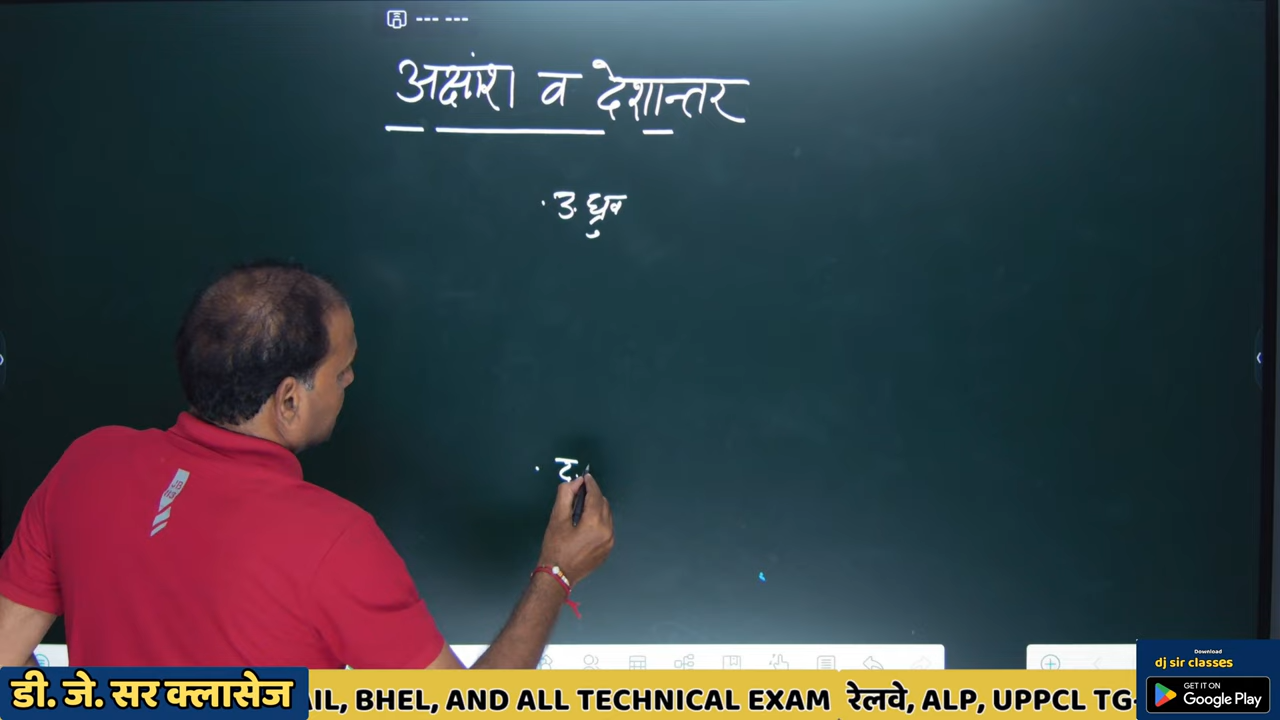 अक्षांश व देशान्तर
उ. ध्रुव
द.
डी. जे. सर क्लासेज
AIL, BHEL, AND ALL TECHNICAL EXAM रेलवे, ALP, UPPCL TG-
Download
dj sir classes
GET IT ON
Google Play